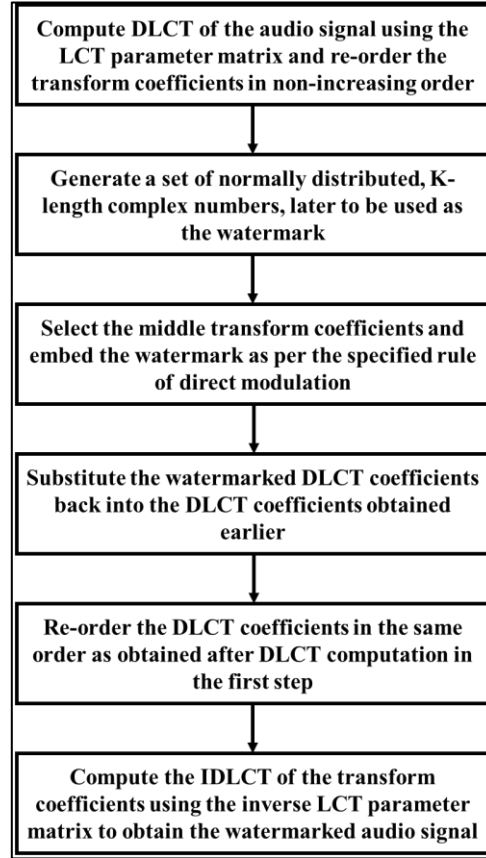 Compute DLCT of the audio signal using the
LCT parameter matrix and re-order the
transform coefficients in non-increasing order
Generate a set of normally distributed, K-
length complex numbers, later to be used as
the watermark
Select the middle transform coefficients and
embed the watermark as per the specified rule
of direct modulation
Substitute the watermarked DLCT coefficients
back into the DLCT coefficients obtained
earlier
Re-order the DLCT coefficients in the same
order as obtained after DLCT computation in
the first step
Compute the IDLCT of the transform
coefficients using the inverse LCT parameter
matrix to obtain the watermarked audio signal